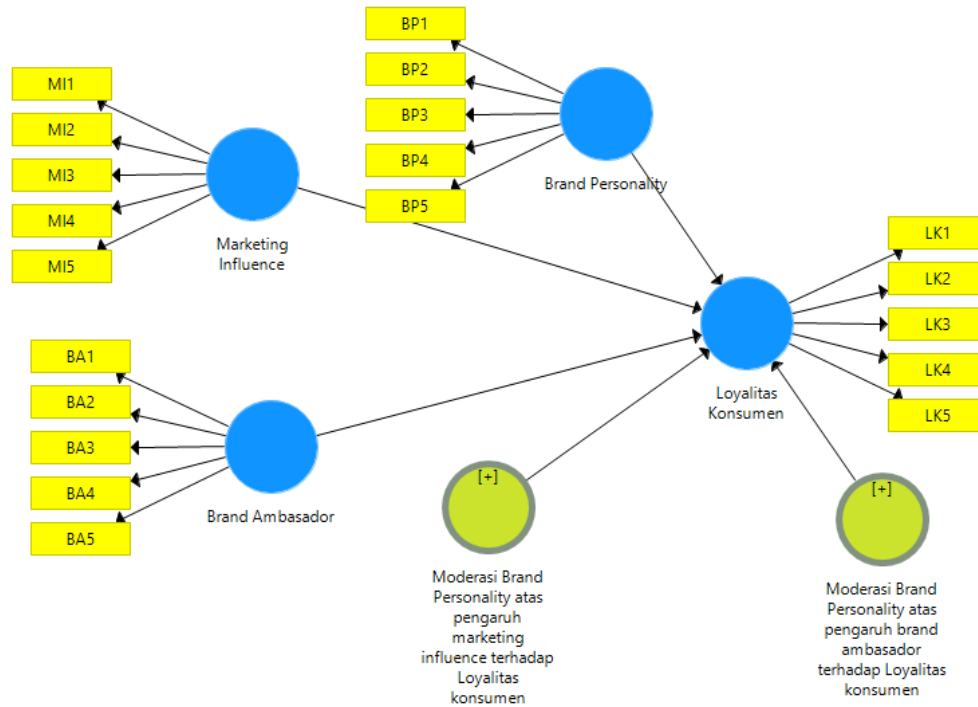 BP1
BP2
BP3
BP4
BP5
Brand Personality
MI1
MI2
MI3
MI4
MI5
Marketing
Influence
LK1
LK2
LK3
LK4
LK5
Loyalitas
Konsumen
BA1
BA2
BA3
BA4
BA5
Brand Ambasador
[+]
Moderasi Brand
Personality atas
pengaruh
marketing
influence terhadap
Loyalitas
konsumen
[+]
Moderasi Brand
Personality atas
pengaruh brand
ambasador
terhadap Loyalitas
konsumen